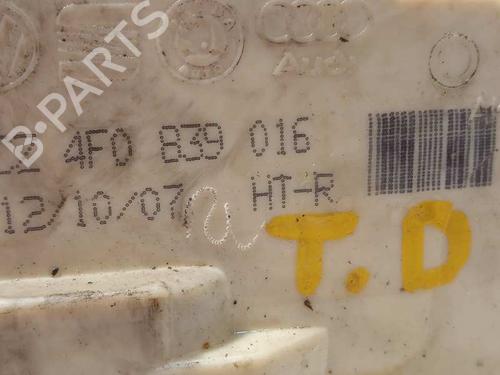 Audi
4F0 839 016
12/10/07 HT-R
T.D
B-PARTS